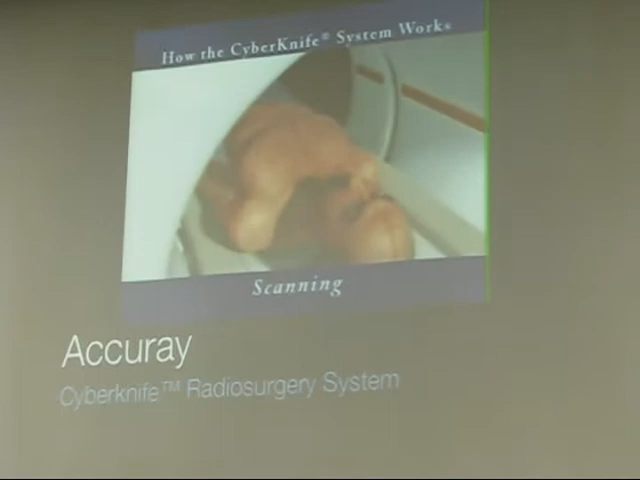 How the CyberKnife® System Works
Scanning
Accuray
Cyberknife™ Radiosurgery System